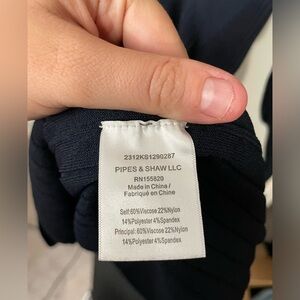 2312KS1290287
PIPES & SHAW LLC
RN155820
Made in China /
Fabriqué en Chine
Self:60%Viscose 22%Nylon
14%Polyester 4%Spandex
Principal: 60%Viscose 22%Nylon
14%Polyester 4%Spandex